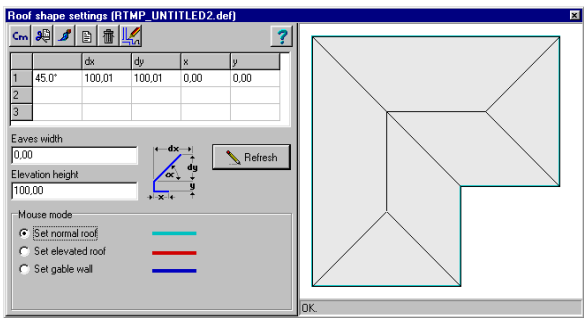 Roof shape settings (RTMP_UNTITLED2.def)
Cm ?
dx dy x y
1 45.0° 100,01 100,01 0,00 0,00
2
3
Eaves width
0,00
Elevation height
100,00
dx
dy
α
y
x
Refresh
Mouse mode
Set normal roof
Set elevated roof
Set gable wall
OK.